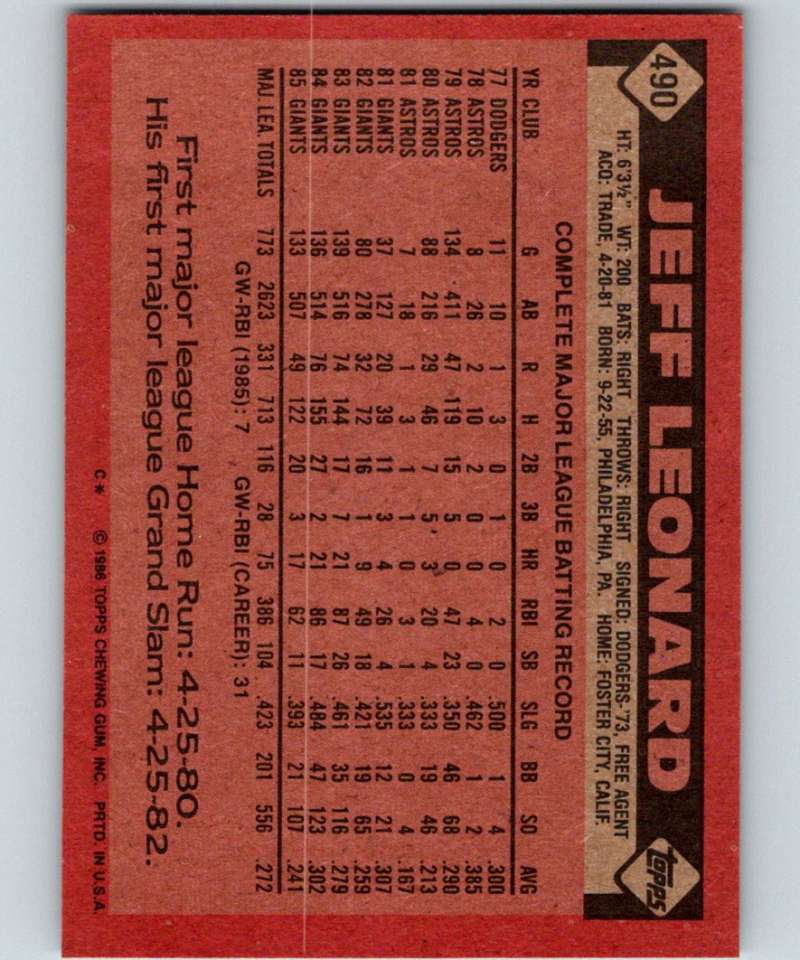 490 JEFF LEONARD TOPPS
HT: 6'3½" WT: 200 BATS: RIGHT THROWS: RIGHT SIGNED: DODGERS-'73, FREE AGENT
ACQ: TRADE, 4-20-81 BORN: 9-22-55, PHILADELPHIA, PA. HOME: FOSTER CITY, CALIF.
COMPLETE MAJOR LEAGUE BATTING RECORD
YR CLUB G AB R H 2B 3B HR RBI SB SLG BB SO AVG
77 DODGERS 11 10 1 3 0 1 0 2 0 .500 1 4 .300
78 ASTROS 8 26 2 10 2 0 0 4 0 .462 1 2 .385
79 ASTROS 134 411 47 119 15 5 0 47 23 .350 46 68 .290
80 ASTROS 88 216 29 46 7 5 3 20 4 .333 19 46 .213
81 ASTROS 7 18 1 3 1 1 0 3 1 .333 0 4 .167
81 GIANTS 37 127 20 39 11 3 4 26 4 .535 12 21 .307
82 GIANTS 80 278 32 72 16 1 9 49 18 .421 19 65 .259
83 GIANTS 139 516 74 144 17 7 21 87 26 .461 35 116 .279
84 GIANTS 136 514 76 155 27 2 21 86 17 .484 47 123 .302
85 GIANTS 133 507 49 122 20 3 17 62 11 .393 21 107 .241
MAJ LEA TOTALS 773 2623 331 713 116 28 75 386 104 .423 201 556 .272
GW-RBI (1985): 7 GW-RBI (CAREER): 31
First major league Home Run: 4-25-80.
His first major league Grand Slam: 4-25-82.
C* © 1986 TOPPS CHEWING GUM, INC. PRTD. IN U.S.A.